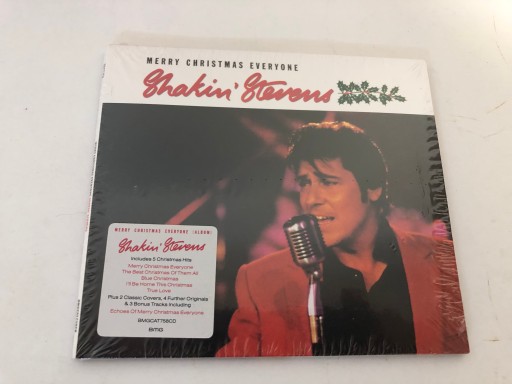 MERRY CHRISTMAS EVERYONE
Shakin' Stevens
MERRY CHRISTMAS EVERYONE (ALBUM)
Shakin' Stevens
Includes 5 Christmas Hits
Merry Christmas Everyone
The Best Christmas Of Them All
Blue Christmas
I'll Be Home This Christmas
True Love
Plus 2 Classic Covers, 4 Further Originals
& 3 Bonus Tracks Including
Echoes Of Merry Christmas Everyone
BMGCAT758CD
BMG